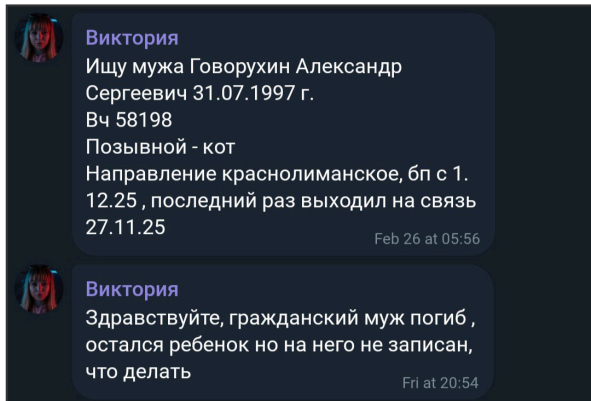 Виктория
Ищу мужа Говорухин Александр
Сергеевич 31.07.1997 г.
Вч 58198
Позывной - кот
Направление краснолиманское, бп с 1.
12.25 , последний раз выходил на связь
27.11.25
Feb 26 at 05:56
Виктория
Здравствуйте, гражданский муж погиб ,
остался ребенок но на него не записан,
что делать
Fri at 20:54